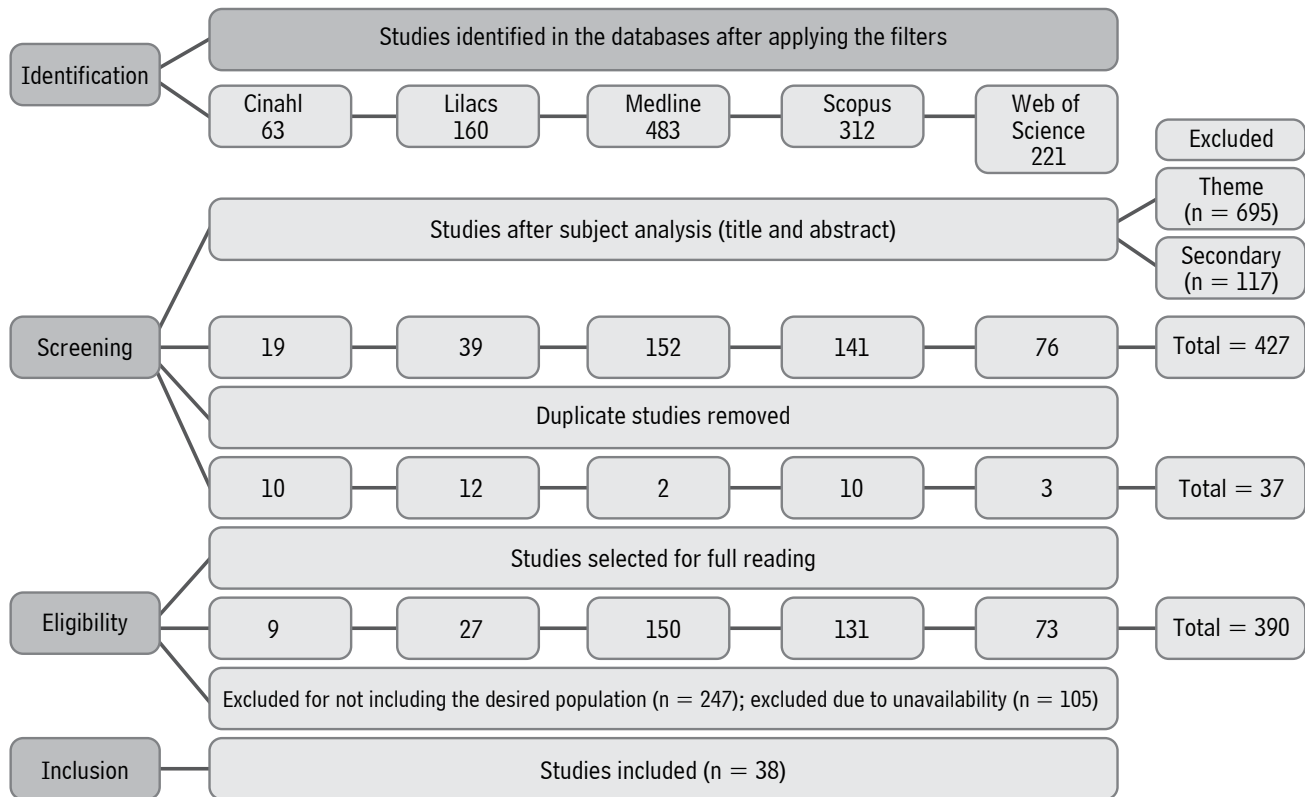 Identification
Studies identified in the databases after applying the filters
Cinahl
63
Lilacs
160
Medline
483
Scopus
312
Web of
Science
221
Excluded
Theme
(n = 695)
Secondary
(n = 117)
Screening
Studies after subject analysis (title and abstract)
19
39
152
141
76
Total = 427
Duplicate studies removed
10
12
2
10
3
Total = 37
Eligibility
Studies selected for full reading
9
27
150
131
73
Total = 390
Excluded for not including the desired population (n = 247); excluded due to unavailability (n = 105)
Inclusion
Studies included (n = 38)